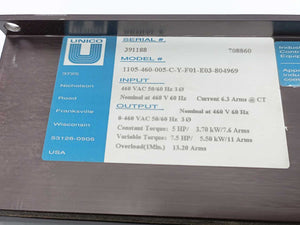 UNICO
U
3725
Nicholson
Road
Franksville
Wisconsin
53126-0505
USA
SERIAL #
391188 708860
MODEL #
1105-460-005-C-Y-F01-E03-804969
INPUT
460 VAC 50/60 HZ 3Ø
Nominal at 460 V 60 HZ Current 6.3 Arms @ CT
OUTPUT Nominal at 460 V 60 Hz
0-460 VAC 50/60 HZ 3Ø
Constant Torque: 5 HP/ 3.70 kW/7.6 Arms
Variable Torque: 7.5 HP/ 5.50 kW/11 Arms
Overload(1Min.) 13.20 Arms
Indust
Contro